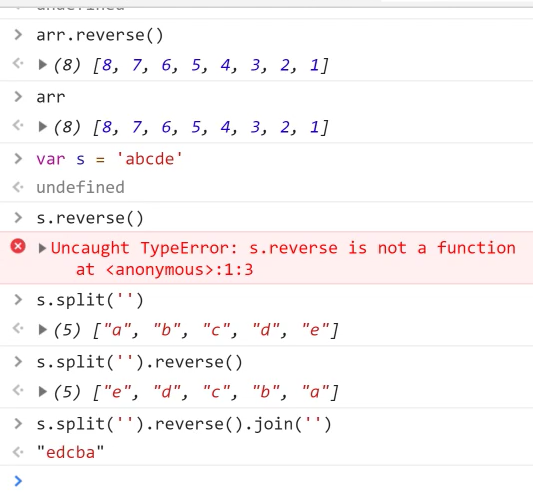 undefined
> arr.reverse()
<· ▶(8) [8, 7, 6, 5, 4, 3, 2, 1]
> arr
<· ▶(8) [8, 7, 6, 5, 4, 3, 2, 1]
> var s = 'abcde'
<· undefined
> s.reverse()
▶Uncaught TypeError: s.reverse is not a function
at <anonymous>:1:3
> s.split('')
<· ▶(5) ["a", "b", "c", "d", "e"]
> s.split('').reverse()
<· ▶(5) ["e", "d", "c", "b", "a"]
> s.split('').reverse().join('')
<· "edcba"
>